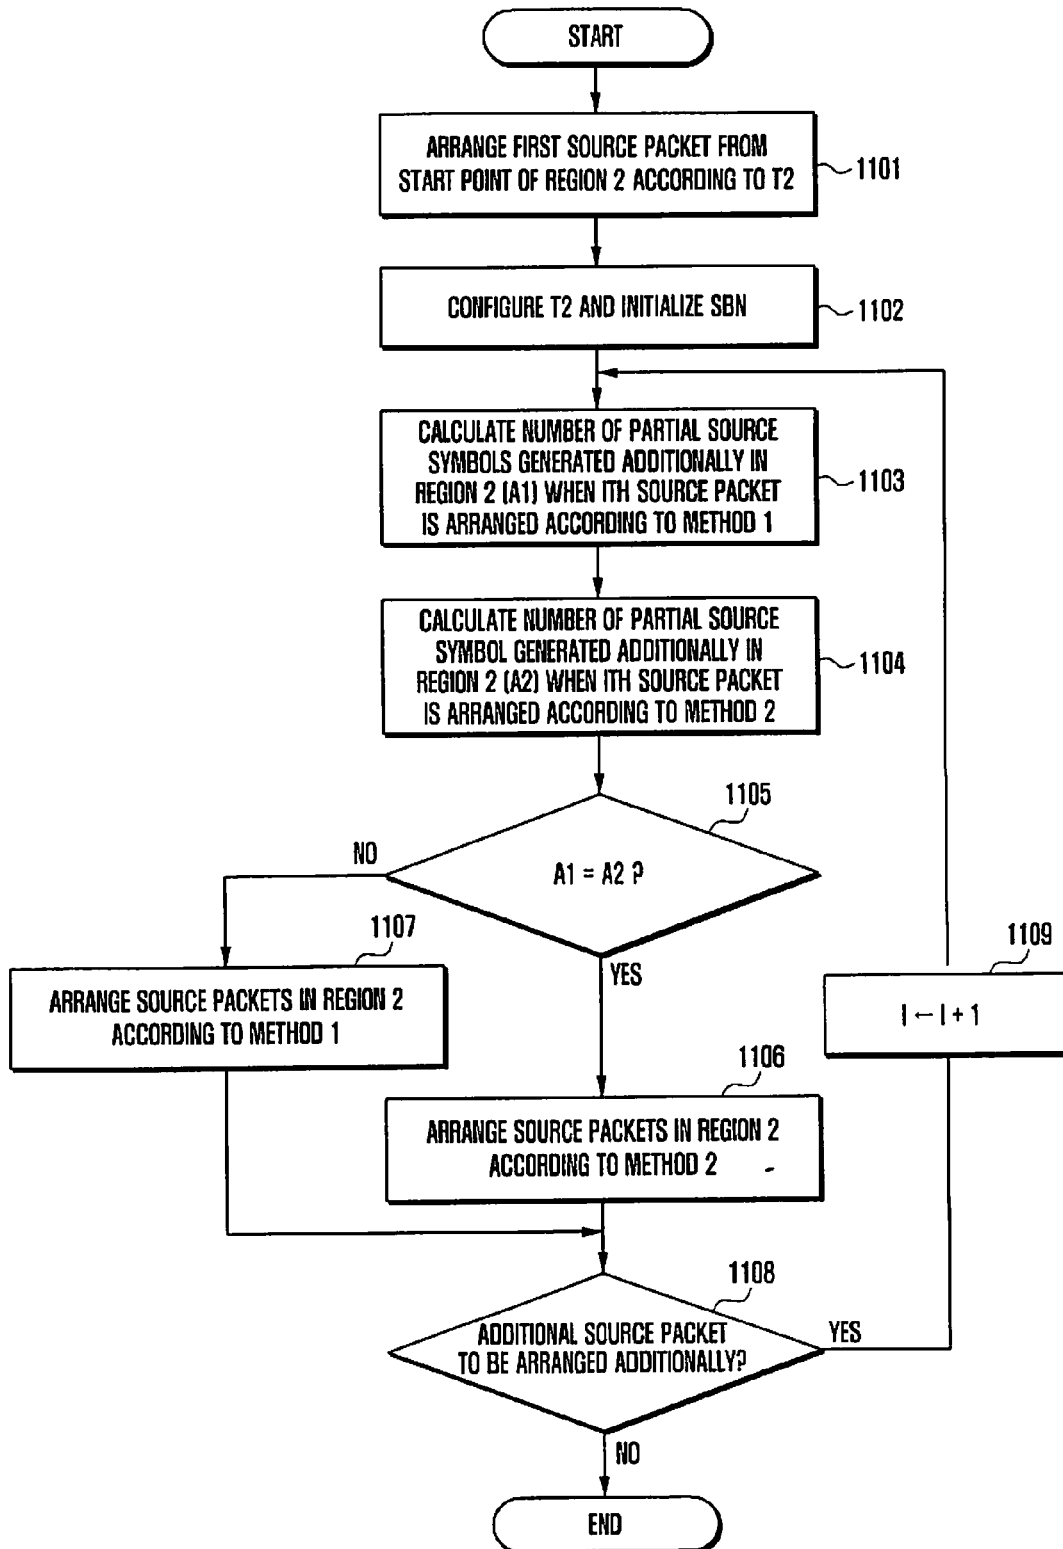 START
ARRANGE FIRST SOURCE PACKET FROM
START POINT OF REGION 2 ACCORDING TO T2
1101
CONFIGURE T2 AND INITIALIZE SBN
1102
CALCULATE NUMBER OF PARTIAL SOURCE
SYMBOLS GENERATED ADDITIONALLY IN
REGION 2 (A1) WHEN ITH SOURCE PACKET
IS ARRANGED ACCORDING TO METHOD 1
1103
CALCULATE NUMBER OF PARTIAL SOURCE
SYMBOL GENERATED ADDITIONALLY IN
REGION 2 (A2) WHEN ITH SOURCE PACKET
IS ARRANGED ACCORDING TO METHOD 2
1104
1105
A1 = A2 ?
NO
YES
1107
ARRANGE SOURCE PACKETS IN REGION 2
ACCORDING TO METHOD 1
1109
I ← I + 1
1106
ARRANGE SOURCE PACKETS IN REGION 2
ACCORDING TO METHOD 2
1108
ADDITIONAL SOURCE PACKET
TO BE ARRANGED ADDITIONALLY?
YES
NO
END